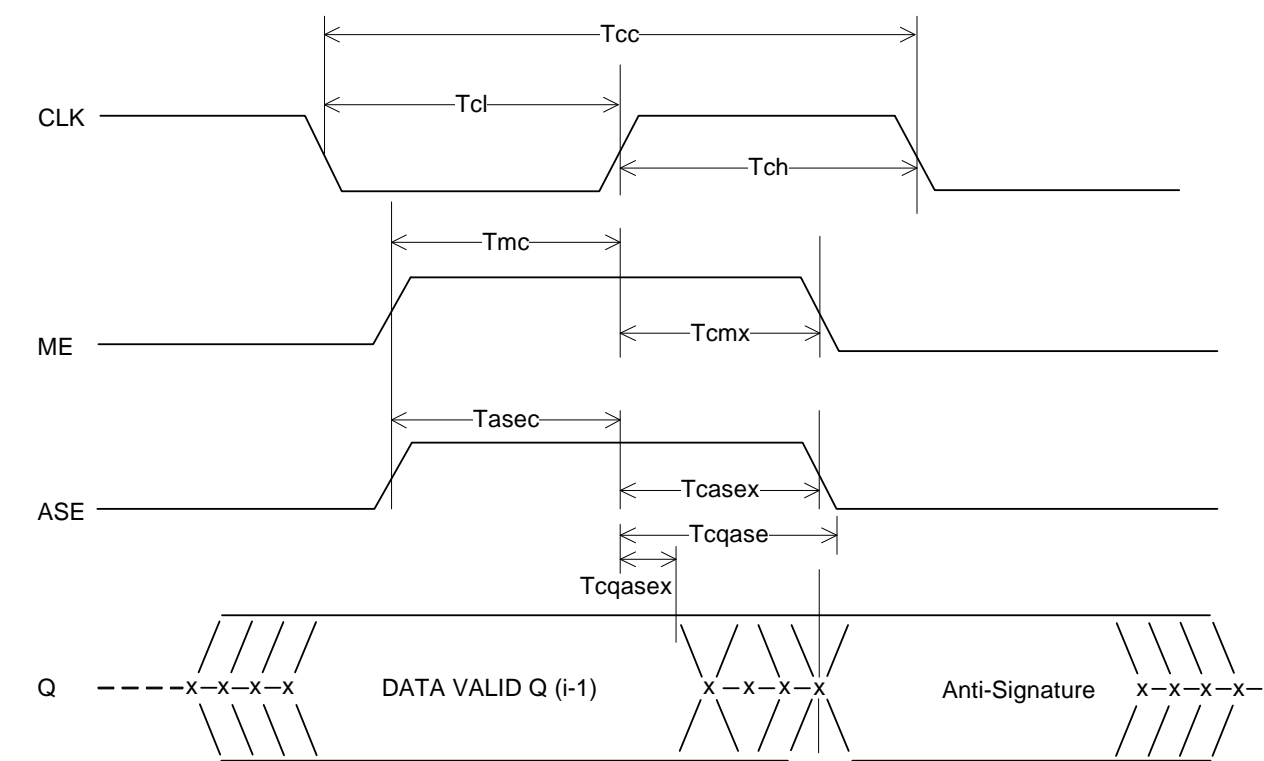 Tcc
Tcl
CLK
Tch
Tmc
Tcmx
ME
Tasec
Tcasex
ASE
Tcqase
Tcqasex
Q
x x x x
DATA VALID Q (i-1)
x x x x
Anti-Signature
x x x x